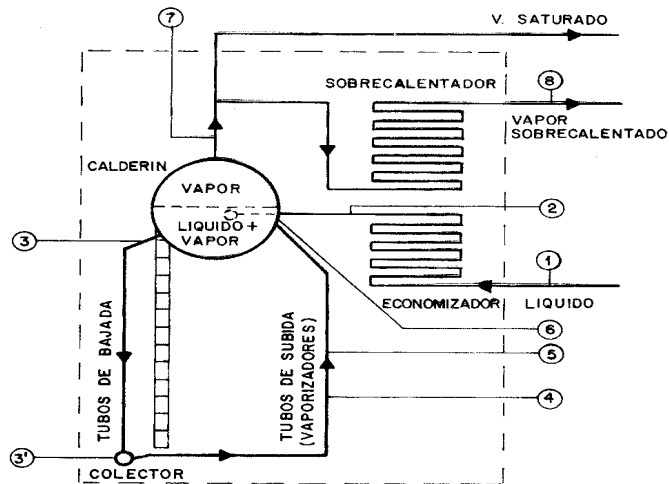 7
V. SATURADO
SOBRECALENTADOR
8
VAPOR
SOBRECALENTADO
CALDERIN
VAPOR
LIQUIDO +
VAPOR
2
3
1
ECONOMIZADOR
LIQUIDO
6
TUBOS DE BAJADA
TUBOS DE SUBIDA
(VAPORIZADORES)
5
4
3'
COLECTOR